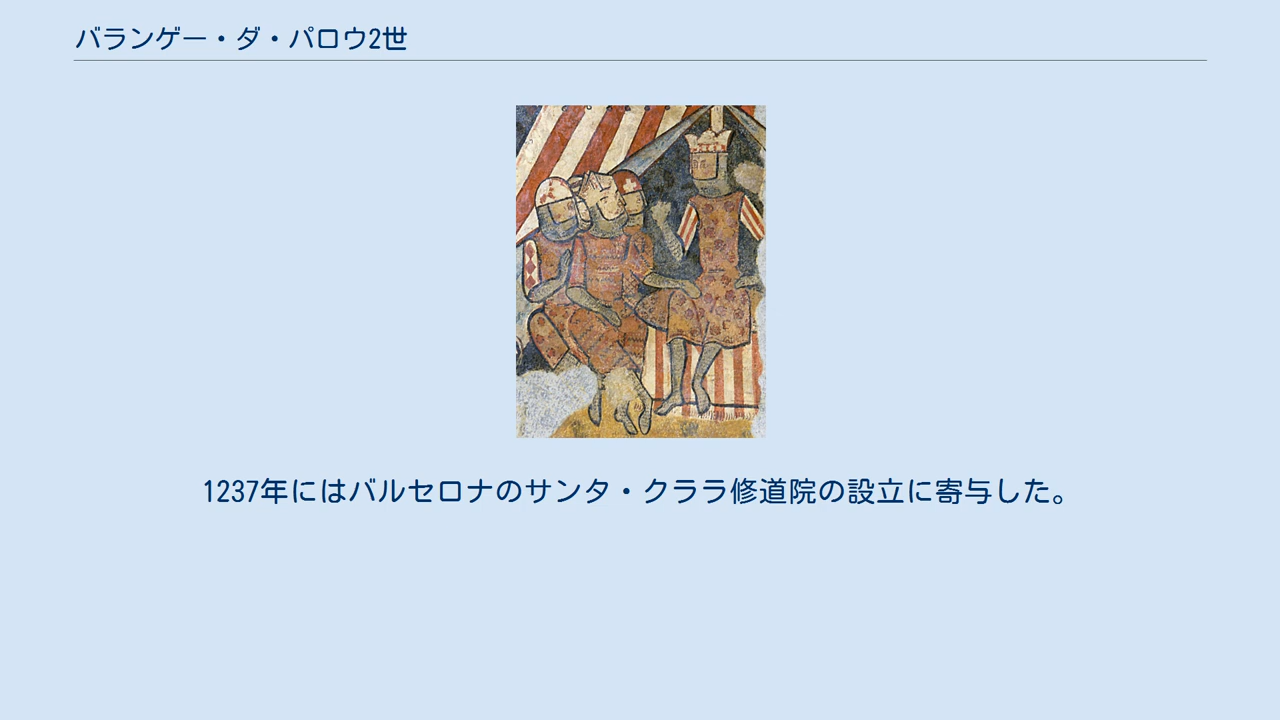 バランゲー・ダ・パロウ2世
1237年にはバルセロナのサンタ・クララ修道院の設立に寄与した。